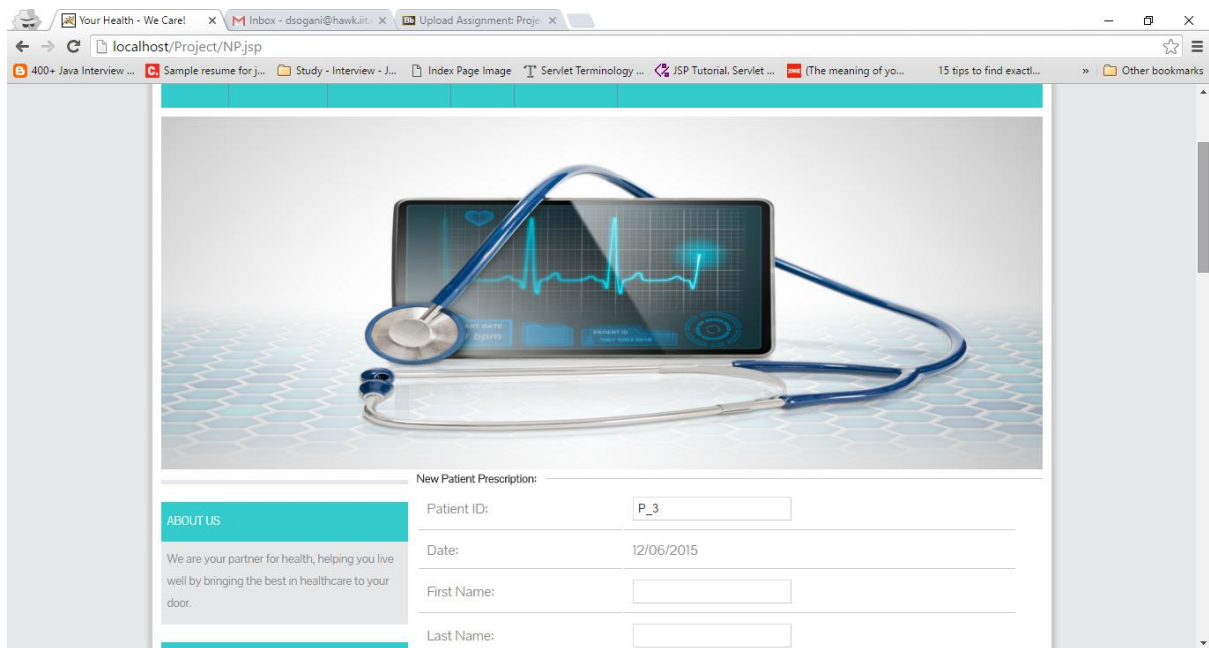 Your Health - We Care!
Inbox - dsogani@hawk.iit.
Upload Assignment: Proje
localhost/Project/NP.jsp
400+ Java Interview ...
Sample resume for j...
Study - Interview - J...
Index Page Image
Servlet Terminology ...
JSP Tutorial. Servlet ...
(The meaning of yo...
15 tips to find exactl...
»
Other bookmarks
bpm
PATIENT ID
New Patient Prescription:
Patient ID:
P_3
ABOUT US
Date:
12/06/2015
We are your partner for health, helping you live
well by bringing the best in healthcare to your
door.
First Name:
Last Name: